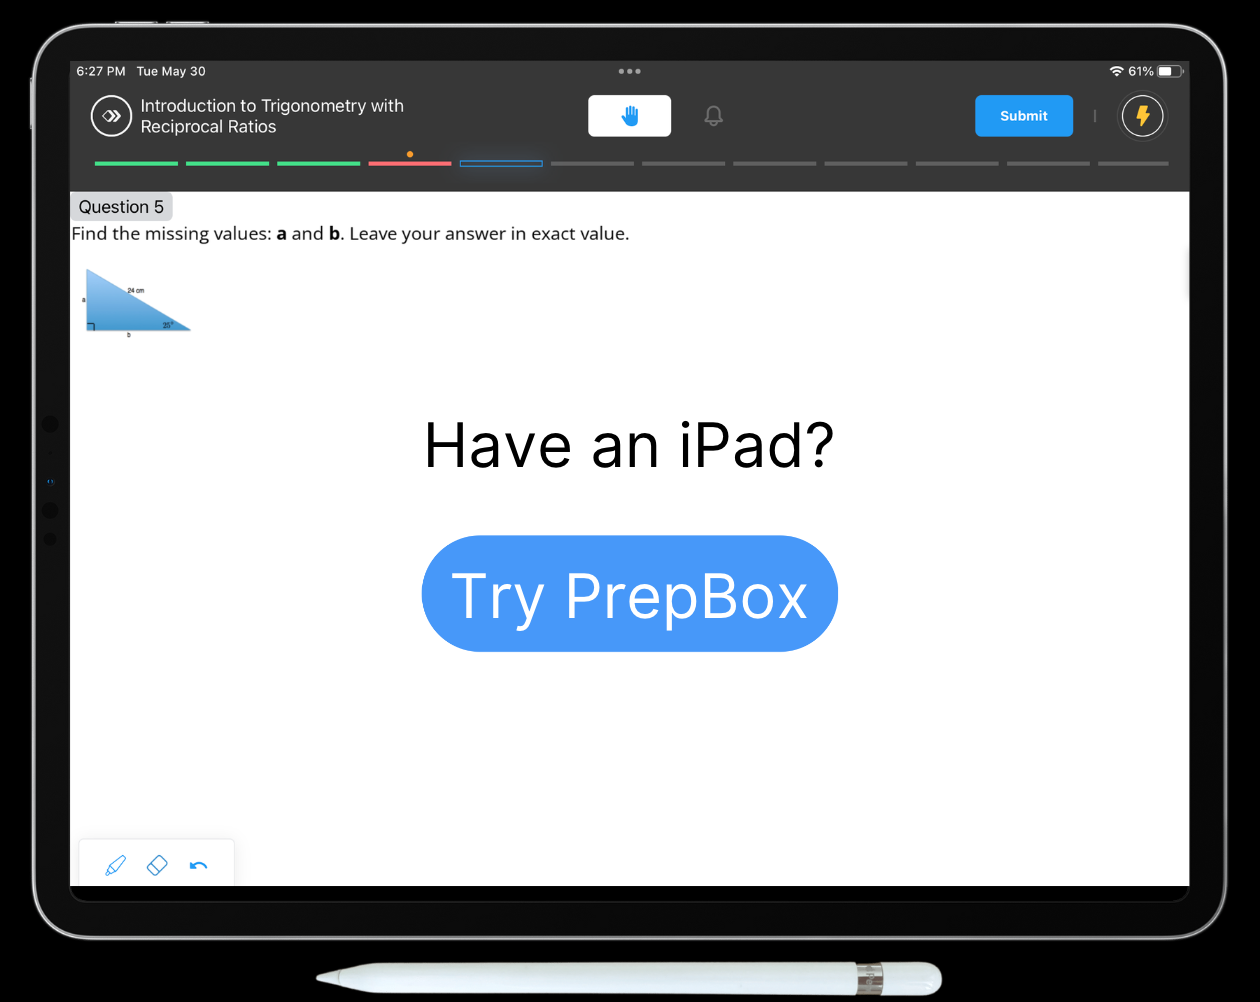 6:27 PM Tue May 30
61%
Introduction to Trigonometry with
Reciprocal Ratios
Submit
Question 5
Find the missing values: a and b. Leave your answer in exact value.
24 cm
a
25°
b
Have an iPad?
Try PrepBox